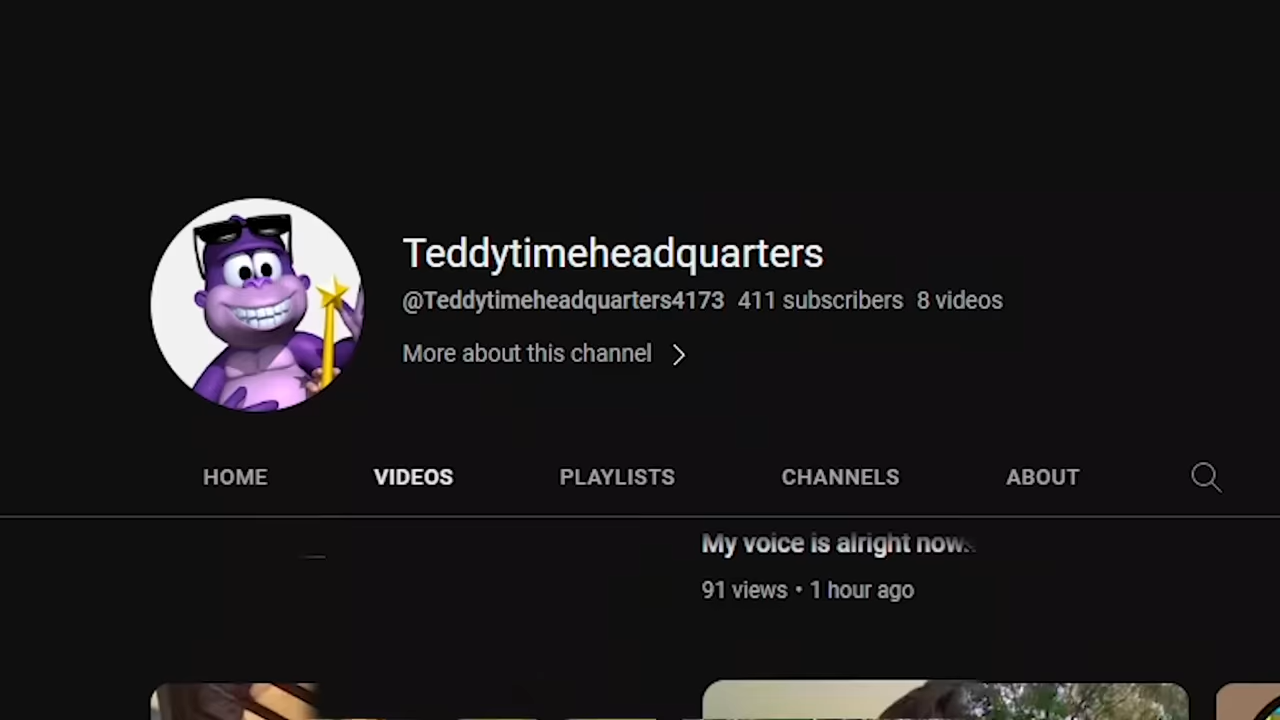 Teddytimeheadquarters
@Teddytimeheadquarters4173 411 subscribers 8 videos
More about this channel
HOME VIDEOS PLAYLISTS CHANNELS ABOUT
My voice is alright now.
91 views • 1 hour ago